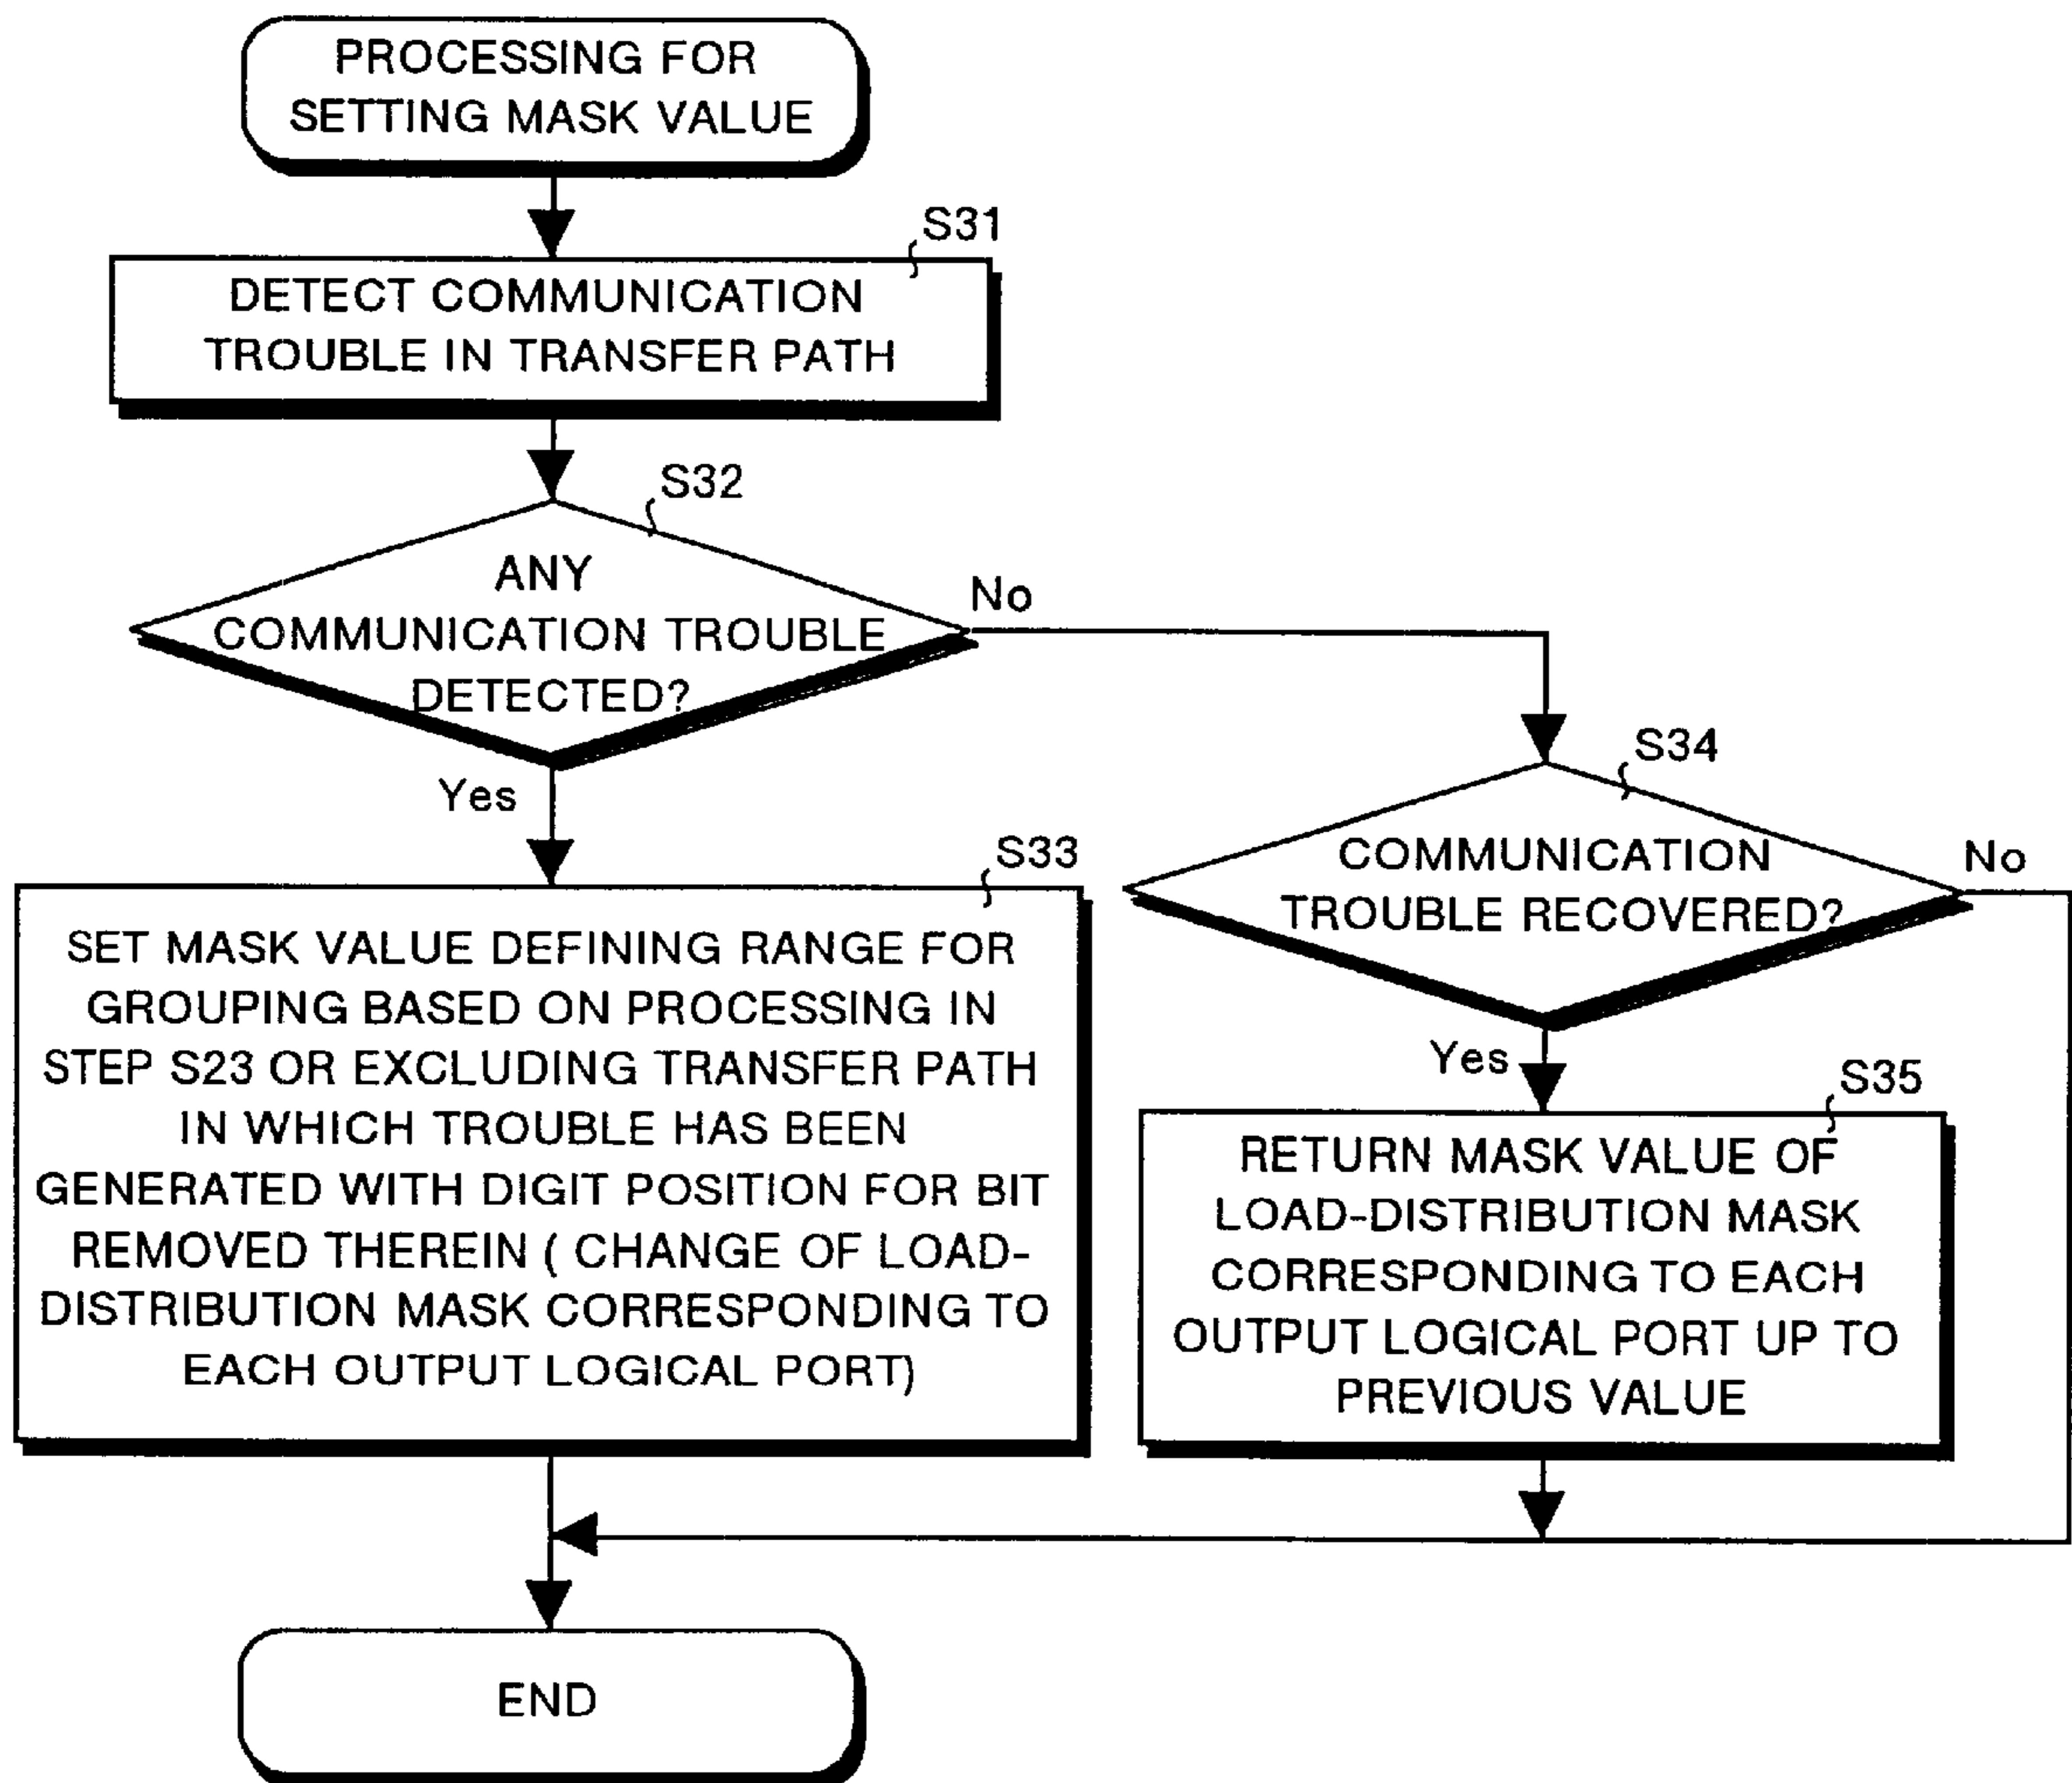 PROCESSING FOR
SETTING MASK VALUE
S31
DETECT COMMUNICATION
TROUBLE IN TRANSFER PATH
S32
ANY
COMMUNICATION TROUBLE
DETECTED?
No
Yes
S34
COMMUNICATION
TROUBLE RECOVERED?
No
Yes
S33
SET MASK VALUE DEFINING RANGE FOR
GROUPING BASED ON PROCESSING IN
STEP S23 OR EXCLUDING TRANSFER PATH
IN WHICH TROUBLE HAS BEEN
GENERATED WITH DIGIT POSITION FOR BIT
REMOVED THEREIN ( CHANGE OF LOAD-
DISTRIBUTION MASK CORRESPONDING TO
EACH OUTPUT LOGICAL PORT)
S35
RETURN MASK VALUE OF
LOAD-DISTRIBUTION MASK
CORRESPONDING TO EACH
OUTPUT LOGICAL PORT UP TO
PREVIOUS VALUE
END